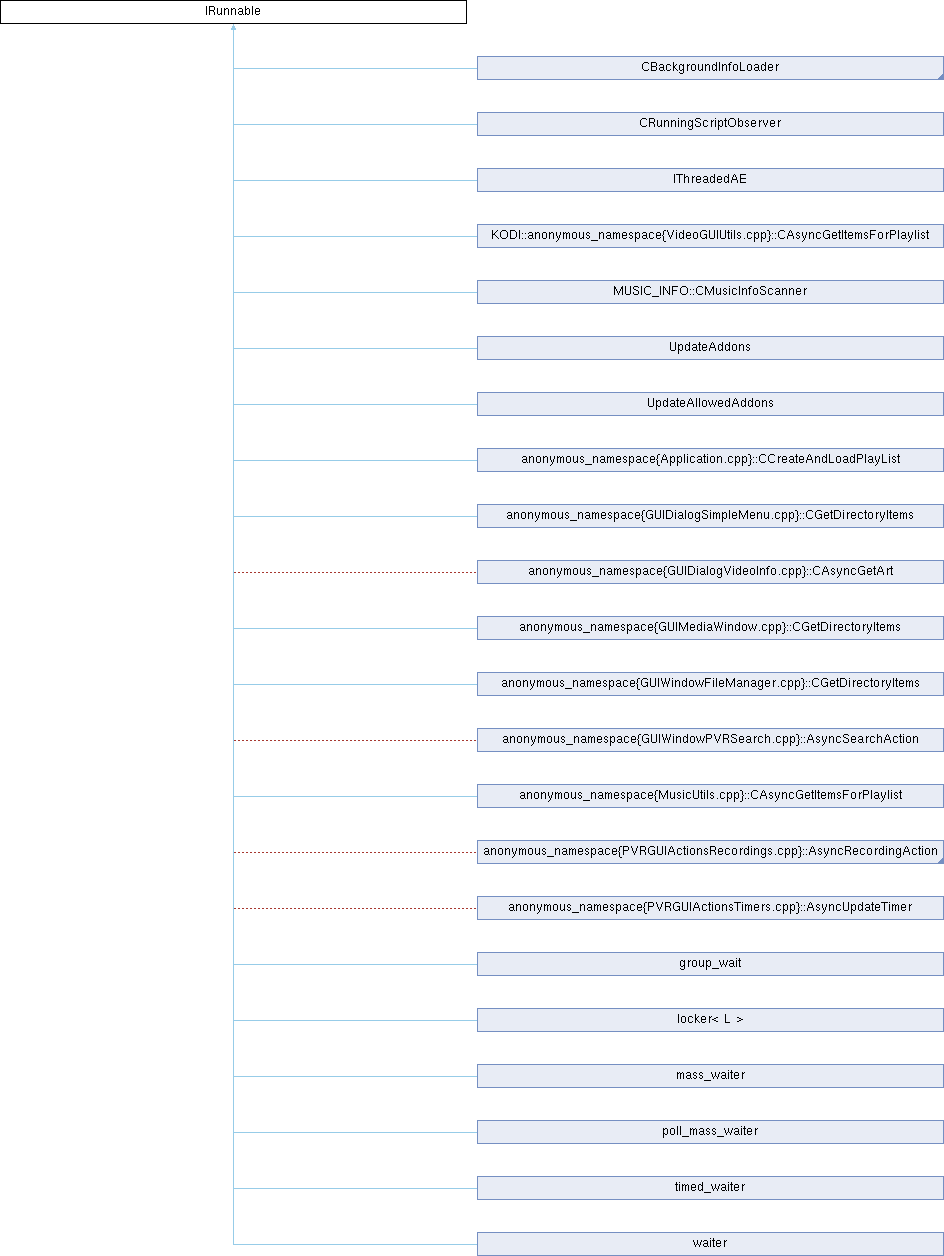 IRunnable
CBackgroundInfoLoader
CRunningScriptObserver
IThreadedAE
KODI::anonymous_namespace{VideoGUIUtils.cpp}::CAsyncGetItemsForPlaylist
MUSIC_INFO::CMusicInfoScanner
UpdateAddons
UpdateAllowedAddons
anonymous_namespace{Application.cpp}::CCreateAndLoadPlayList
anonymous_namespace{GUIDialogSimpleMenu.cpp}::CGetDirectoryItems
anonymous_namespace{GUIDialogVideoInfo.cpp}::CAsyncGetArt
anonymous_namespace{GUIMediaWindow.cpp}::CGetDirectoryItems
anonymous_namespace{GUIWindowFileManager.cpp}::CGetDirectoryItems
anonymous_namespace{GUIWindowPVRSearch.cpp}::AsyncSearchAction
anonymous_namespace{MusicUtils.cpp}::CAsyncGetItemsForPlaylist
anonymous_namespace{PVRGUIActionsRecordings.cpp}::AsyncRecordingAction
anonymous_namespace{PVRGUIActionsTimers.cpp}::AsyncUpdateTimer
group_wait
locker< L >
mass_waiter
poll_mass_waiter
timed_waiter
waiter